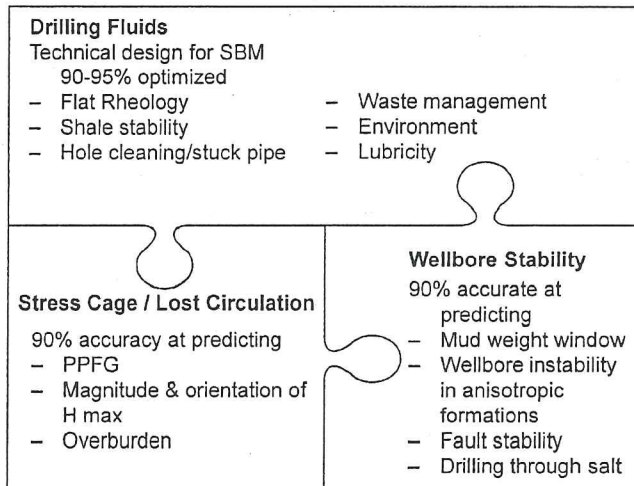 Drilling Fluids
Technical design for SBM
90-95% optimized
– Flat Rheology
– Shale stability
– Hole cleaning/stuck pipe
– Waste management
– Environment
– Lubricity
Stress Cage / Lost Circulation
90% accuracy at predicting
– PPFG
– Magnitude & orientation of
H max
– Overburden
Wellbore Stability
90% accurate at
predicting
– Mud weight window
– Wellbore instability
in anisotropic
formations
– Fault stability
– Drilling through salt